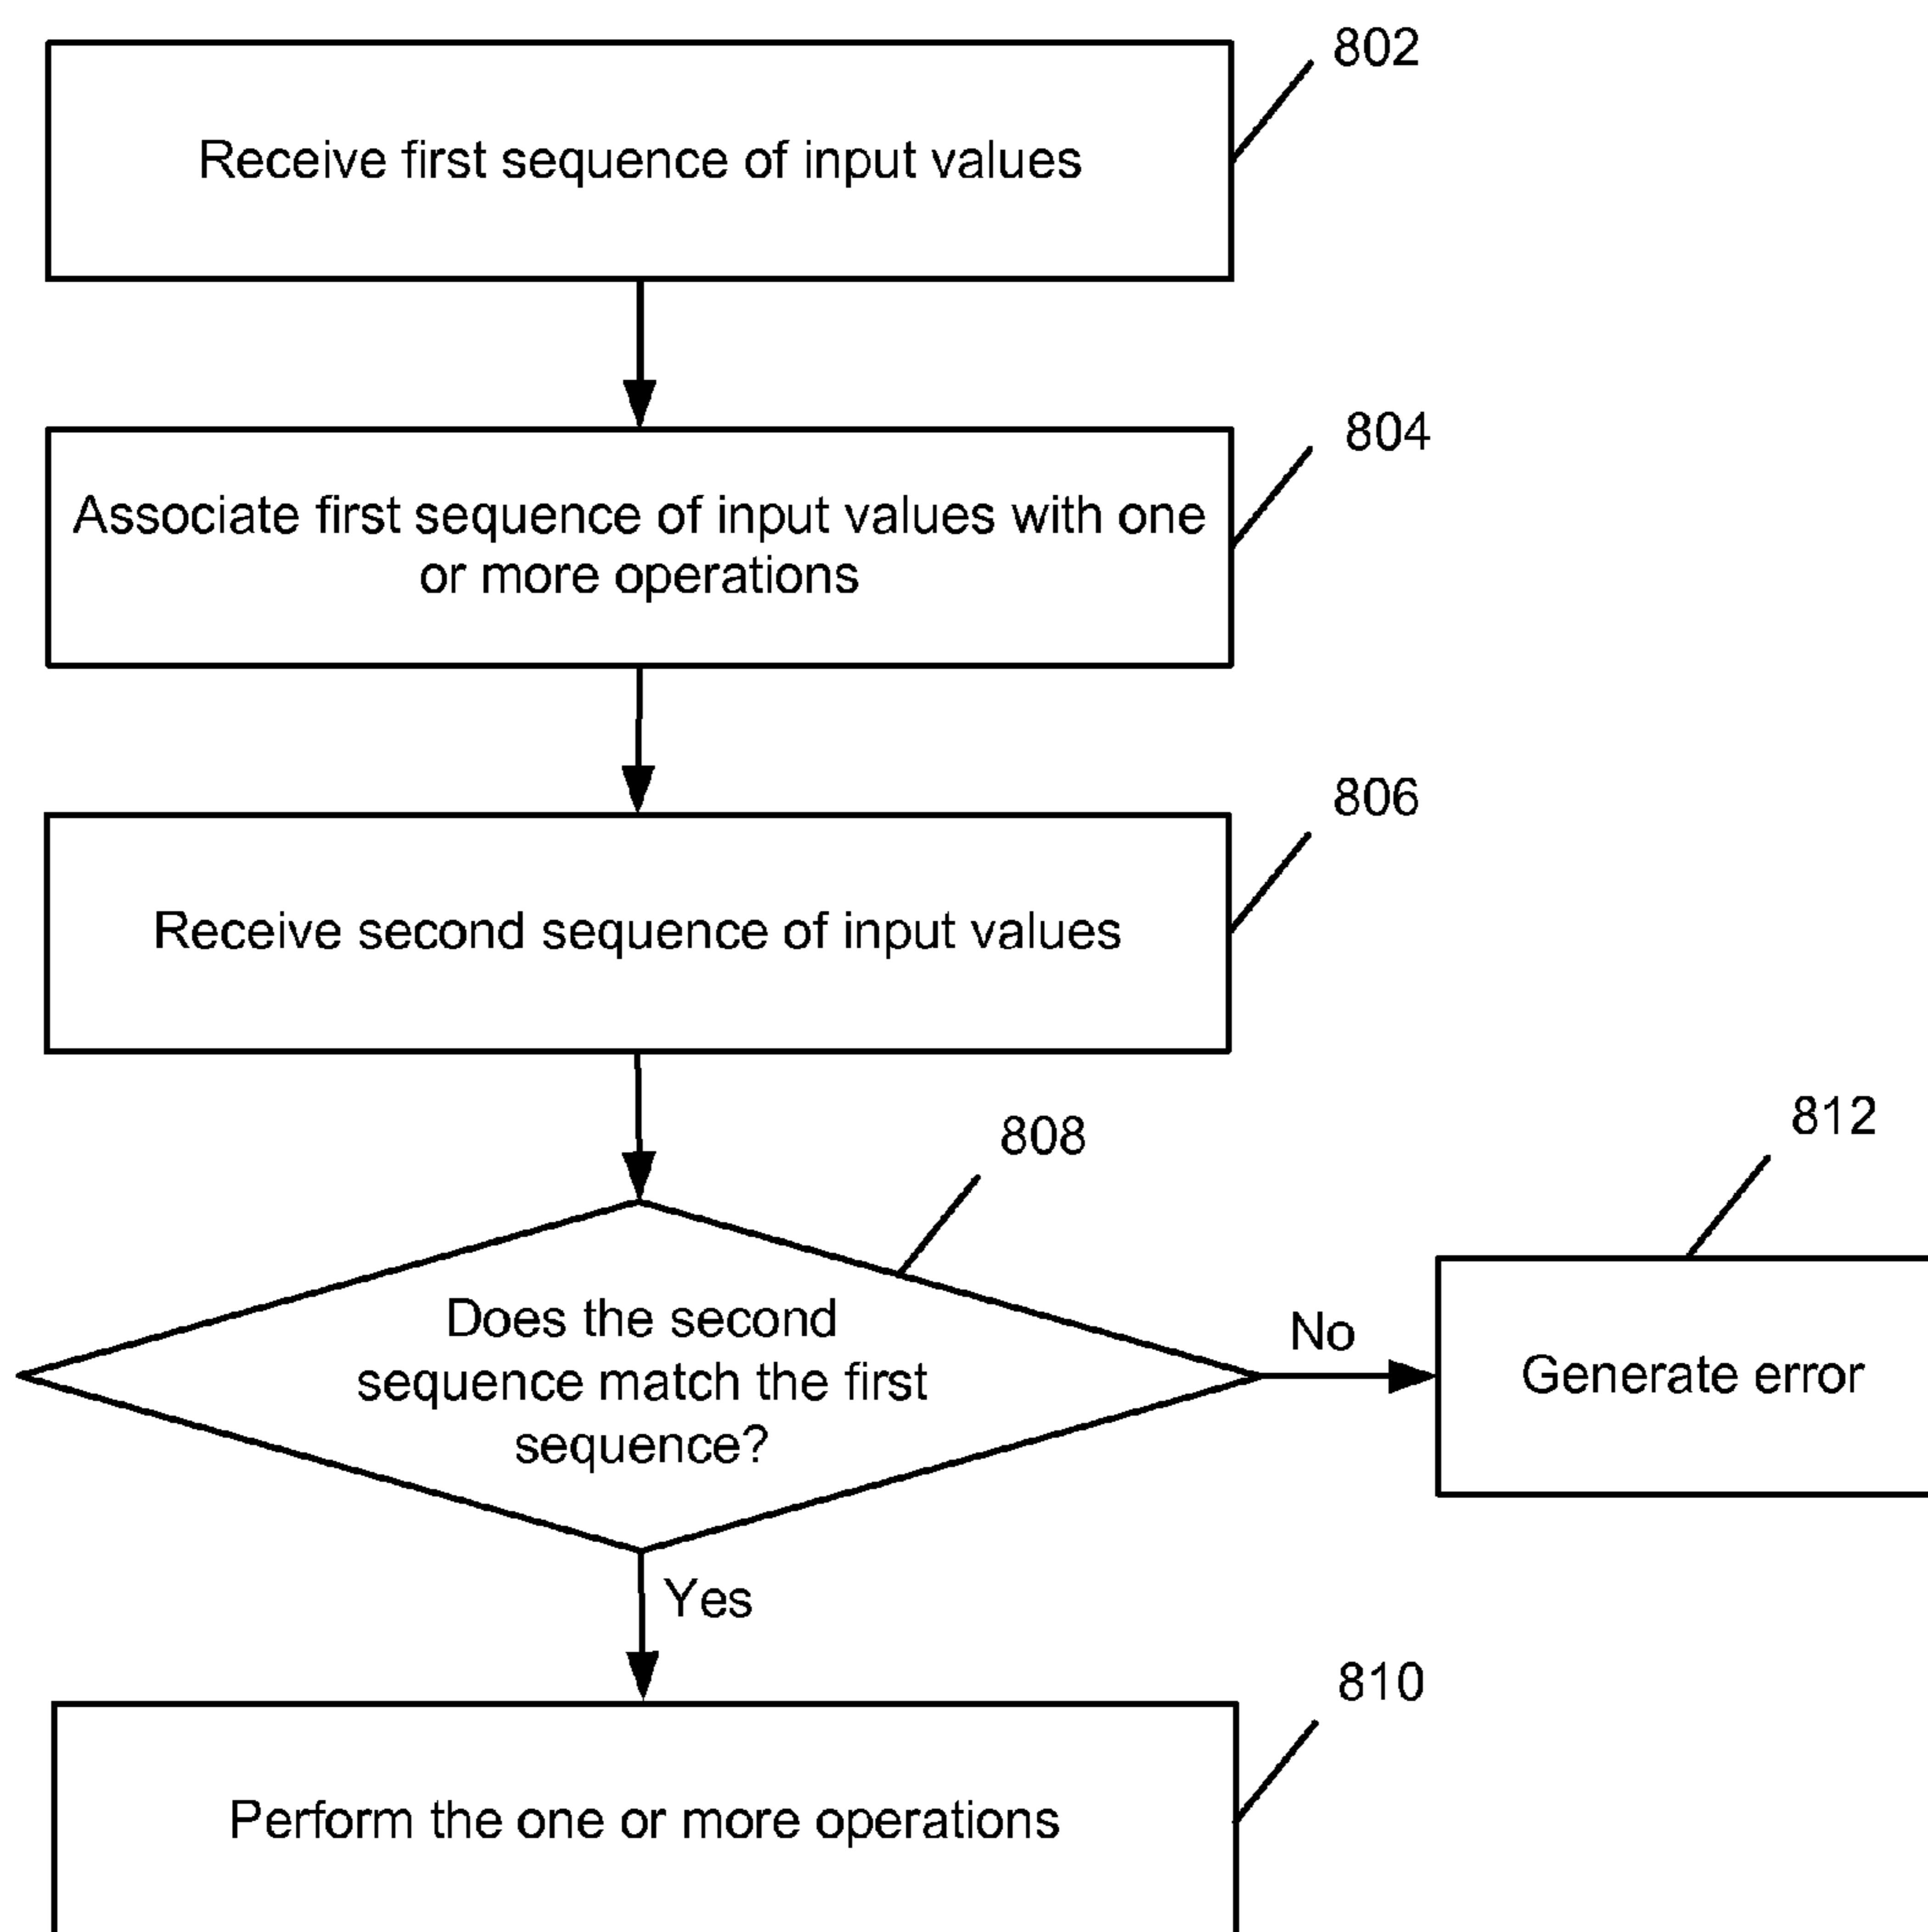 802
Receive first sequence of input values
804
Associate first sequence of input values with one
or more operations
806
Receive second sequence of input values
808
812
Does the second
sequence match the first
sequence?
No
Generate error
Yes
810
Perform the one or more operations